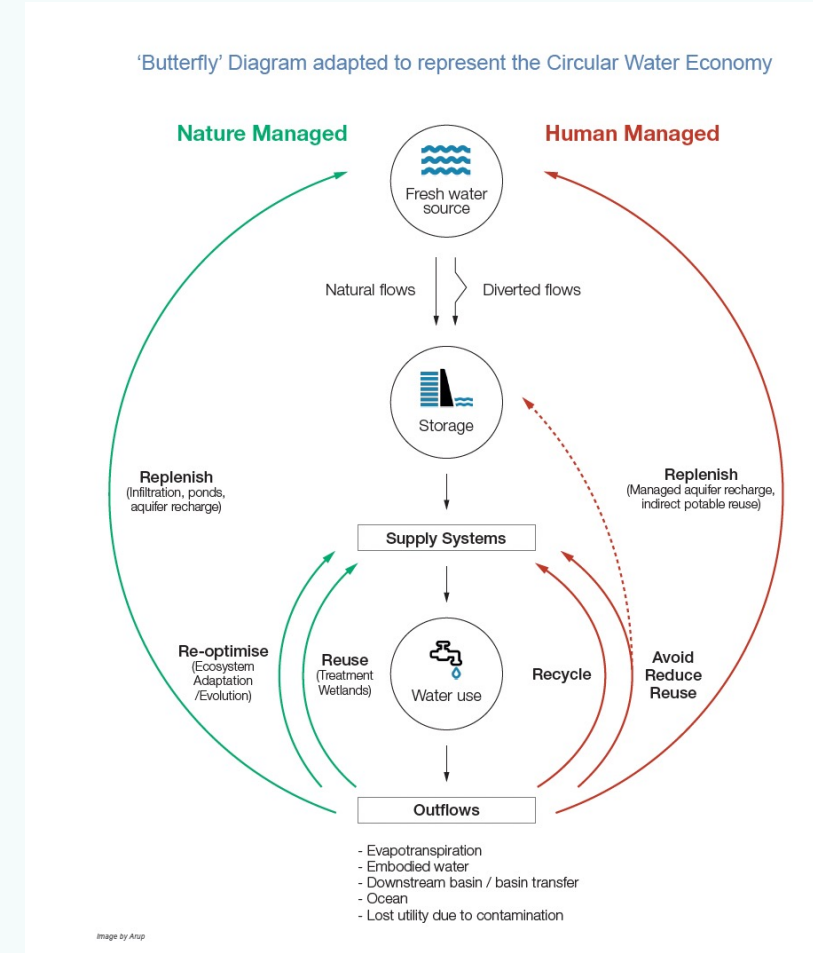 ‘Butterfly’ Diagram adapted to represent the Circular Water Economy
Nature Managed
Human Managed
Fresh water
source
Natural flows
Diverted flows
Storage
Replenish
(Infiltration, ponds,
aquifer recharge)
Replenish
(Managed aquifer recharge,
indirect potable reuse)
Supply Systems
Re-optimise
(Ecosystem
Adaptation
/Evolution)
Reuse
(Treatment
Wetlands)
Water use
Recycle
Avoid
Reduce
Reuse
Outflows
- Evapotranspiration
- Embodied water
- Downstream basin / basin transfer
- Ocean
- Lost utility due to contamination
Image by Arup